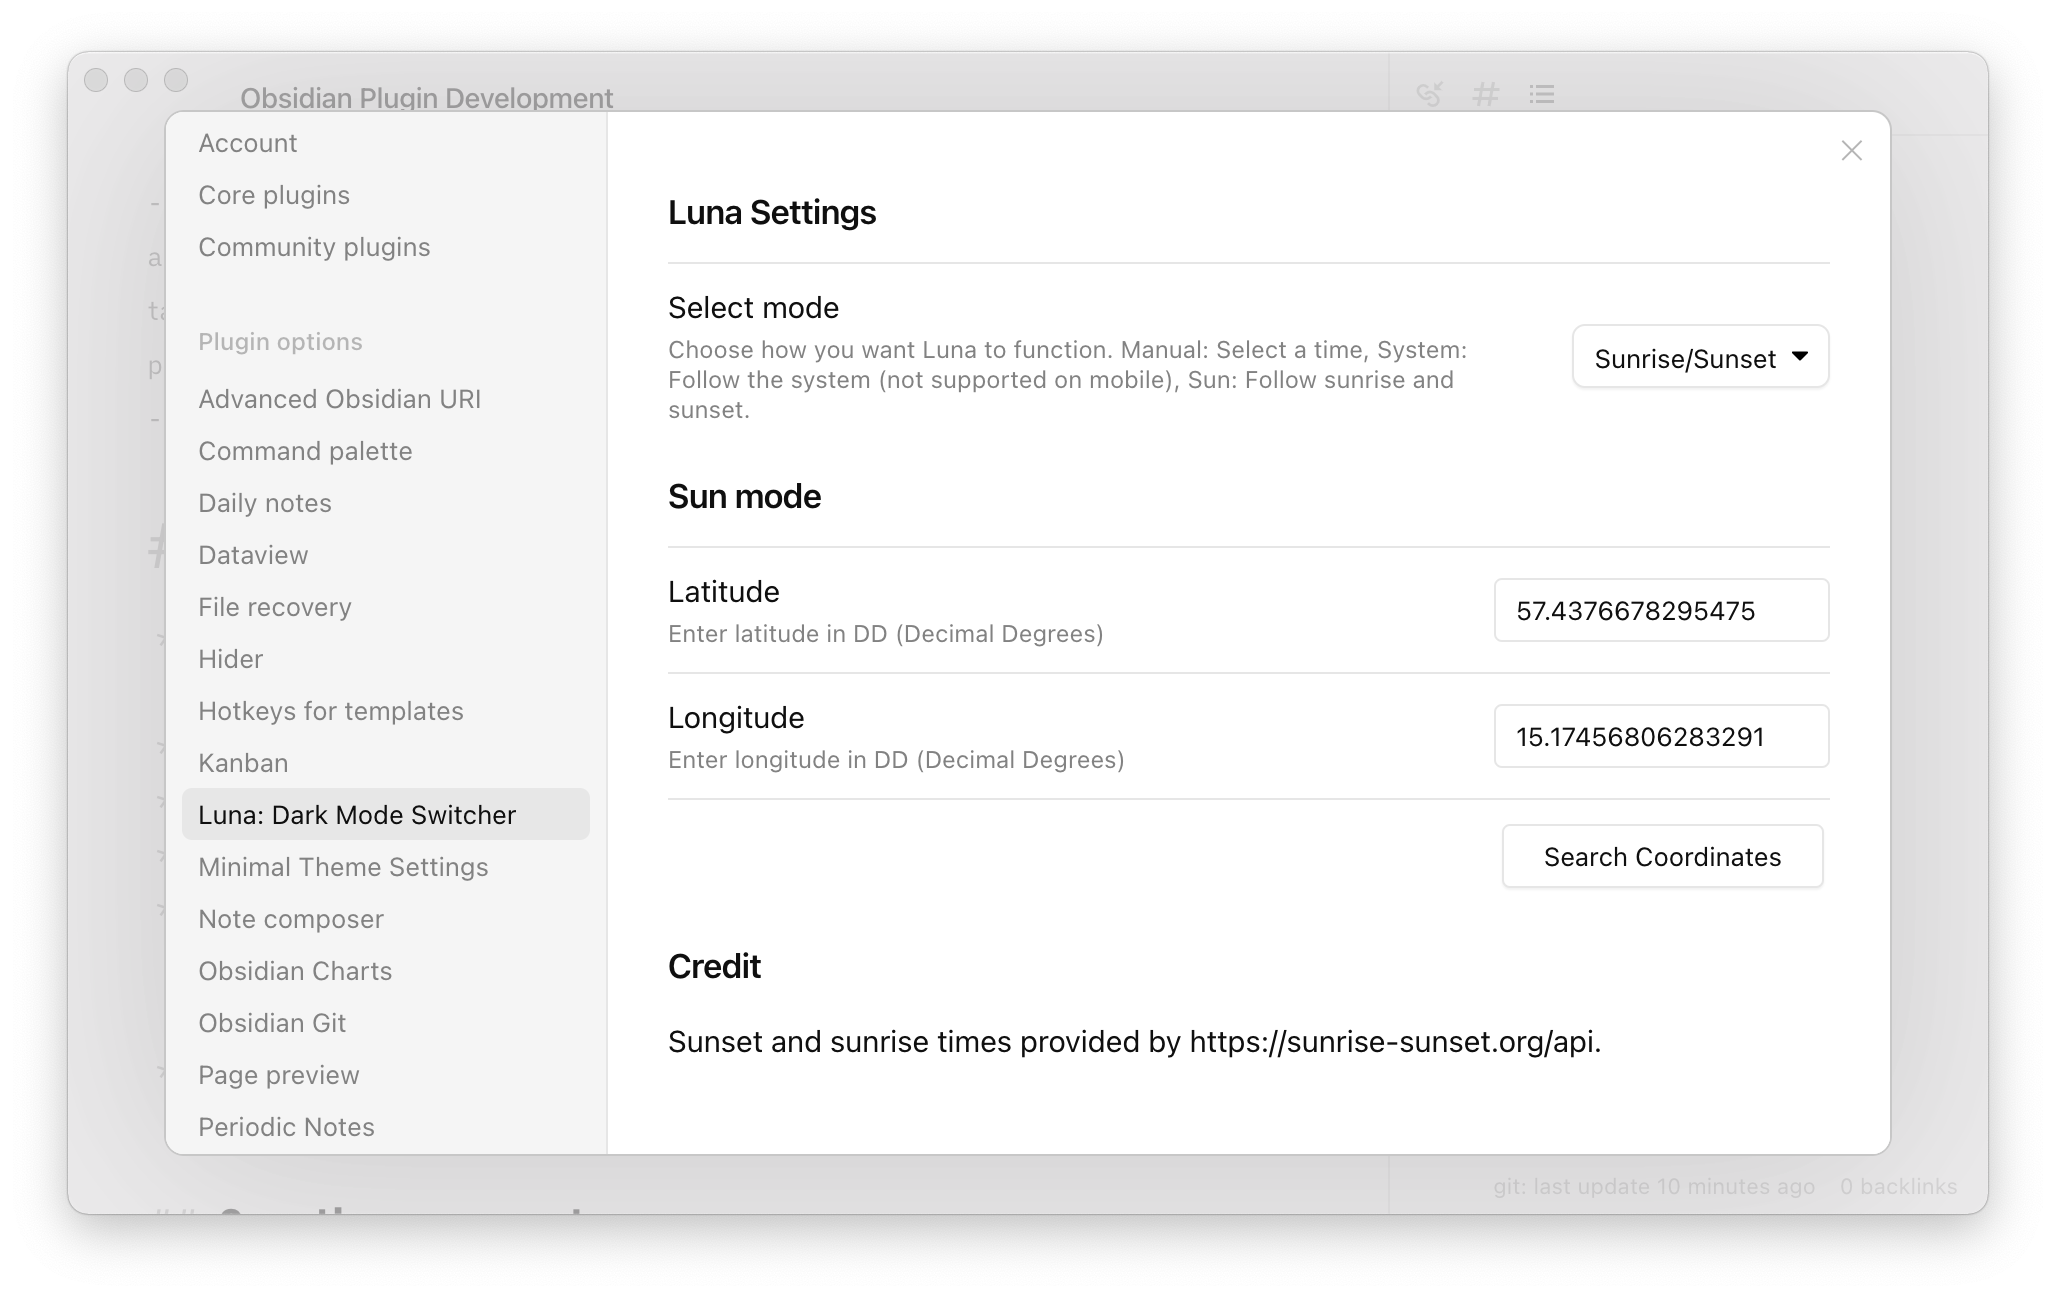 Obsidian Plugin Development
Account
Core plugins
Community plugins
Plugin options
Advanced Obsidian URI
Command palette
Daily notes
Dataview
File recovery
Hider
Hotkeys for templates
Kanban
Luna: Dark Mode Switcher
Minimal Theme Settings
Note composer
Obsidian Charts
Obsidian Git
Page preview
Periodic Notes
Luna Settings
Select mode
Choose how you want Luna to function. Manual: Select a time, System:
Follow the system (not supported on mobile), Sun: Follow sunrise and
sunset.
Sunrise/Sunset
Sun mode
Latitude
Enter latitude in DD (Decimal Degrees)
57.4376678295475
Longitude
Enter longitude in DD (Decimal Degrees)
15.17456806283291
Search Coordinates
Credit
Sunset and sunrise times provided by https://sunrise-sunset.org/api.
git: last update 10 minutes ago 0 backlinks